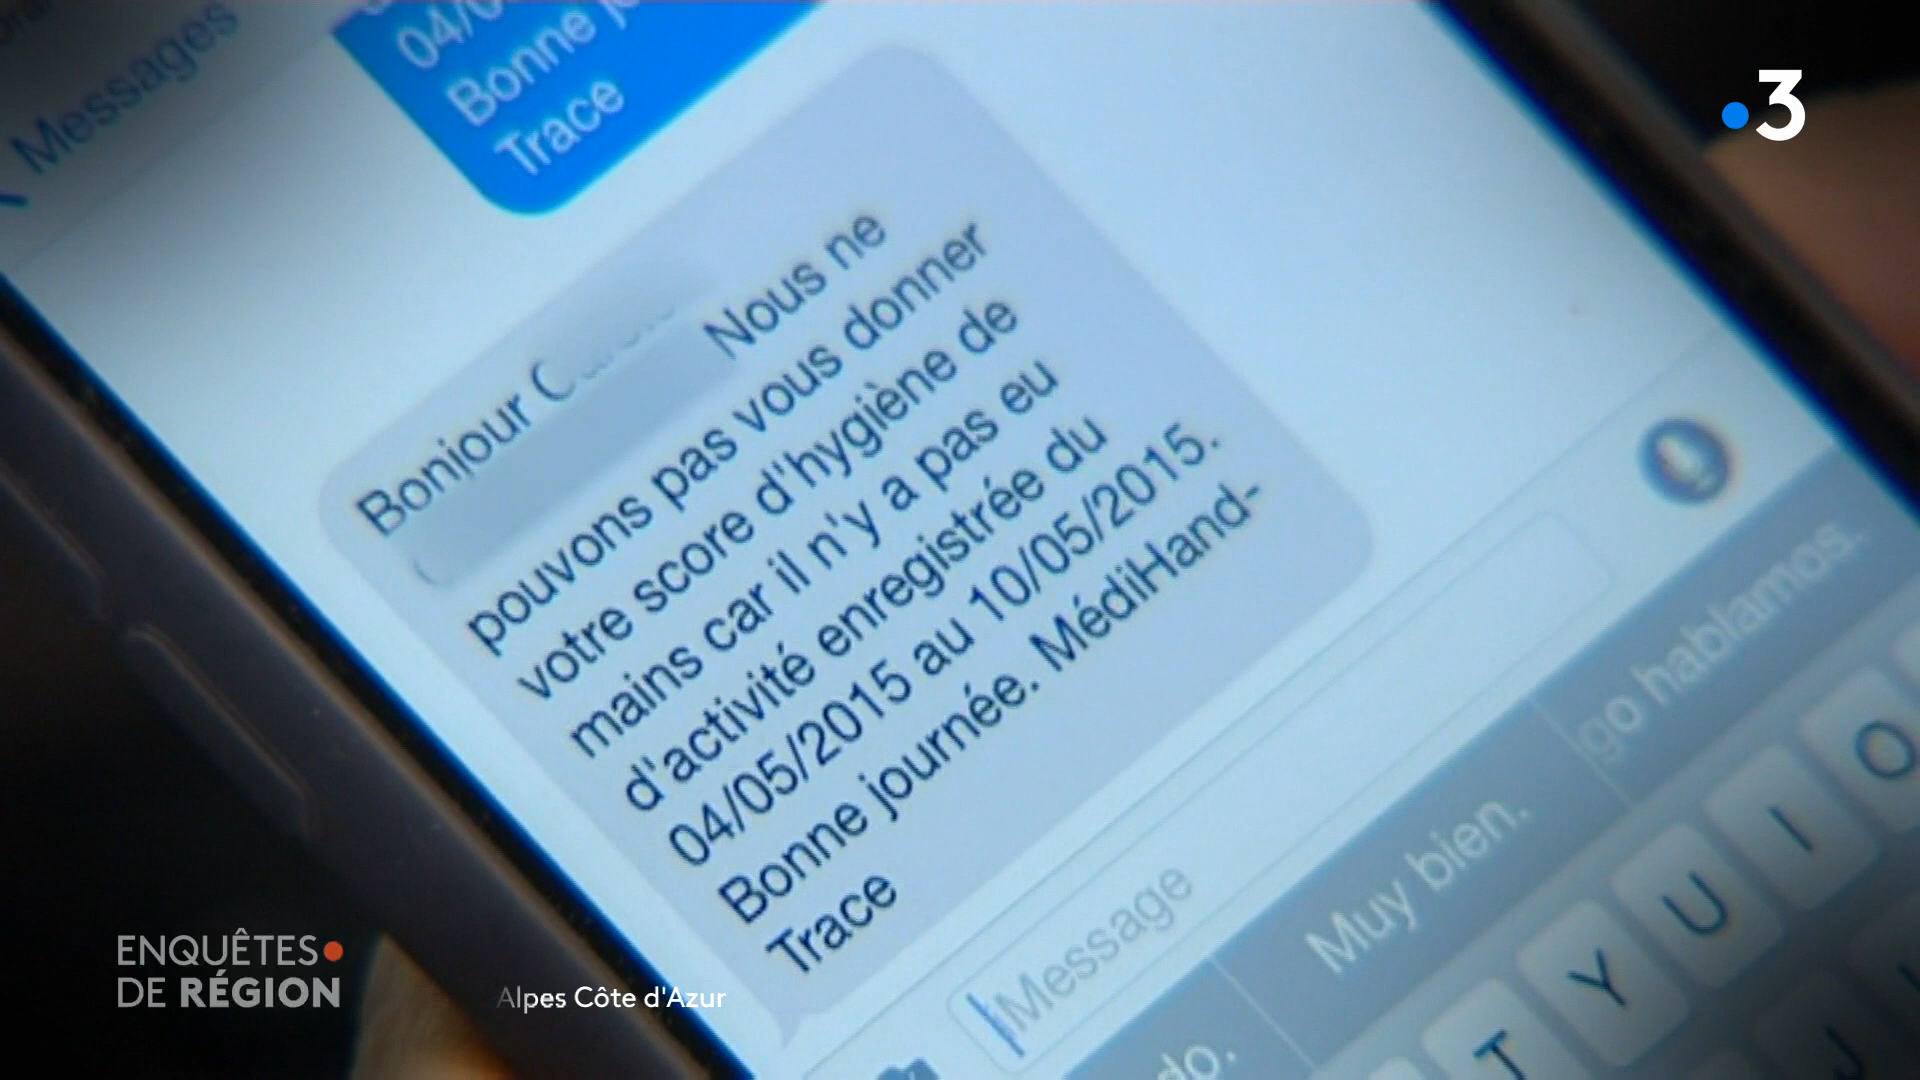 Messages
Bonne
Trace
Bonjour
Nous ne
pouvons pas vous donner
votre score d'hygiène de
mains car il n'y a pas eu
d'activité enregistrée du
04/05/2015 au 10/05/2015.
Bonne journée. MédiHand-
Trace
Message
do.
Muy bien.
go hablamos.
T Y U I O
J
3
ENQUÊTES
DE RÉGION
Alpes Côte d'Azur